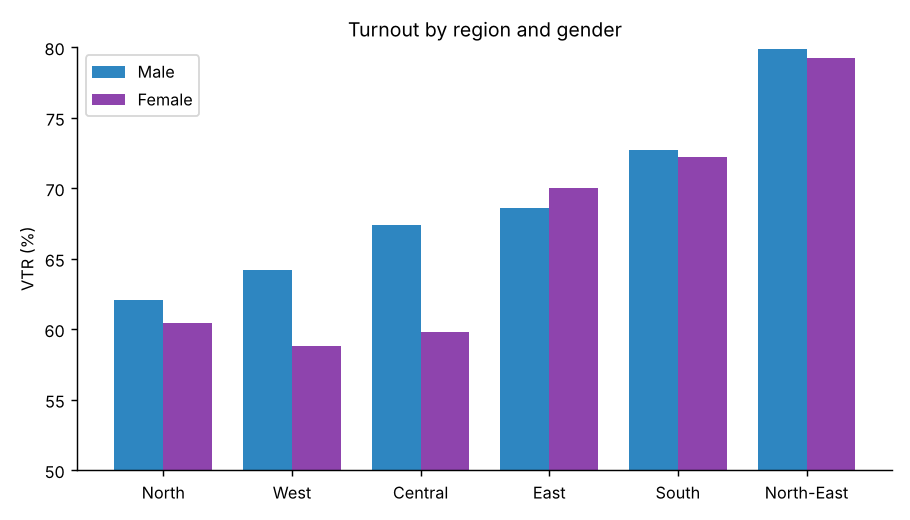 Turnout by region and gender
Male
Female
VTR (%)
80
75
70
65
60
55
50
North West Central East South North-East